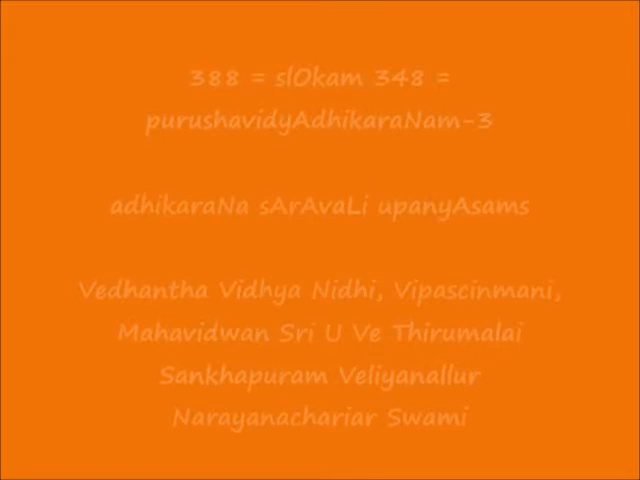 388 = slOkam 348 =
purushavidyAdhikaraNam-3
adhikaraNa sArAvaLi upanyAsams
Vedhantha Vidhya Nidhi, Vipascinmani,
Mahavidwan Sri U Ve Thirumalai
Sankhapuram Veliyanallur
Narayanachariar Swami